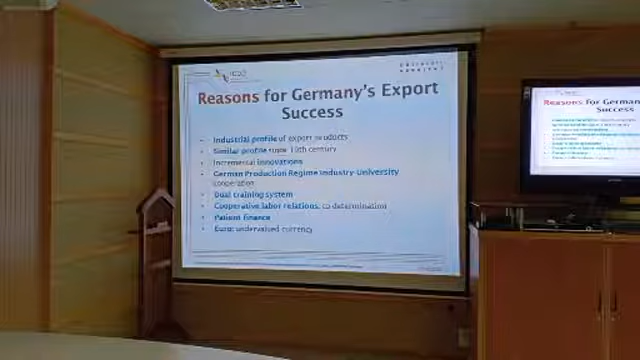 Reasons for Germany's Export
Success
Industrial profile of export products
Similar profile since 19th century
Incremental innovations
German Production Regime Industry-University
cooperation
Dual training system
Cooperative labor relations: co determination
Patient finance
Euro: undervalued currency
Reasons for German
Success